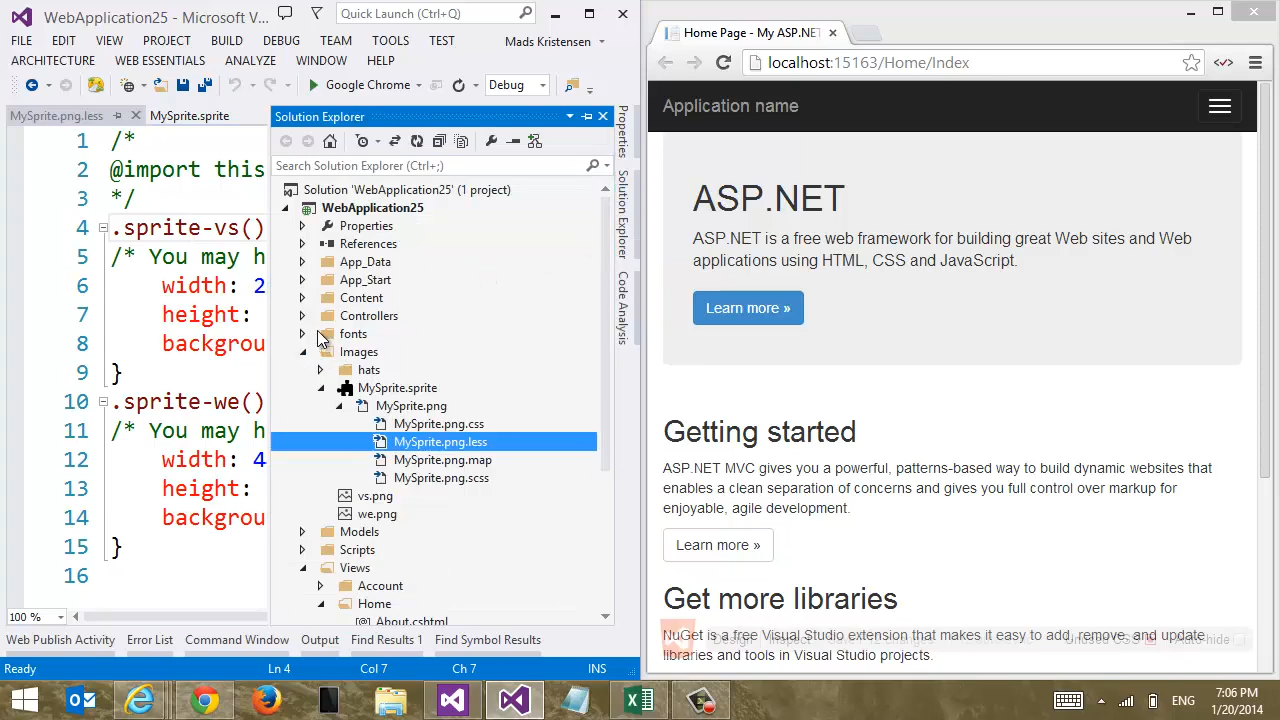 WebApplication25 - Microsoft V...
Quick Launch (Ctrl+Q)
FILE EDIT VIEW PROJECT BUILD DEBUG TEAM TOOLS TEST
Mads Kristensen
ARCHITECTURE WEB ESSENTIALS ANALYZE WINDOW HELP
Google Chrome
Debug
MySprite.png.less
MySprite.sprite
1 /*
2 @import this
3 */
4 .sprite-vs()
5 /* You may h
6 width: 2
7 height:
8 backgrou
9 }
10 .sprite-we()
11 /* You may h
12 width: 4
13 height:
14 backgrou
15 }
16
100 %
Solution Explorer
Search Solution Explorer (Ctrl+;)
Solution 'WebApplication25' (1 project)
WebApplication25
Properties
References
App_Data
App_Start
Content
Controllers
fonts
Images
hats
MySprite.sprite
MySprite.png
MySprite.png.css
MySprite.png.less
MySprite.png.map
MySprite.png.scss
vs.png
we.png
Models
Scripts
Views
Account
Home
About.cshtml
Properties
Solution Explorer
Code Analysis
Web Publish Activity Error List Command Window Output Find Results 1 Find Symbol Results
Ready Ln 4 Col 7 Ch 7 INS
Home Page - My ASP.NET
localhost:15163/Home/Index
Application name
ASP.NET
ASP.NET is a free web framework for building great Web sites and Web
applications using HTML, CSS and JavaScript.
Learn more »
Getting started
ASP.NET MVC gives you a powerful, patterns-based way to build dynamic websites that
enables a clean separation of concerns and gives you full control over markup for
enjoyable, agile development.
Learn more »
Get more libraries
NuGet is a free Visual Studio extension that makes it easy to add, remove, and update
libraries and tools in Visual Studio projects.
Design Inspect Unused CSS Auto-hide
ENG
7:06 PM
1/20/2014